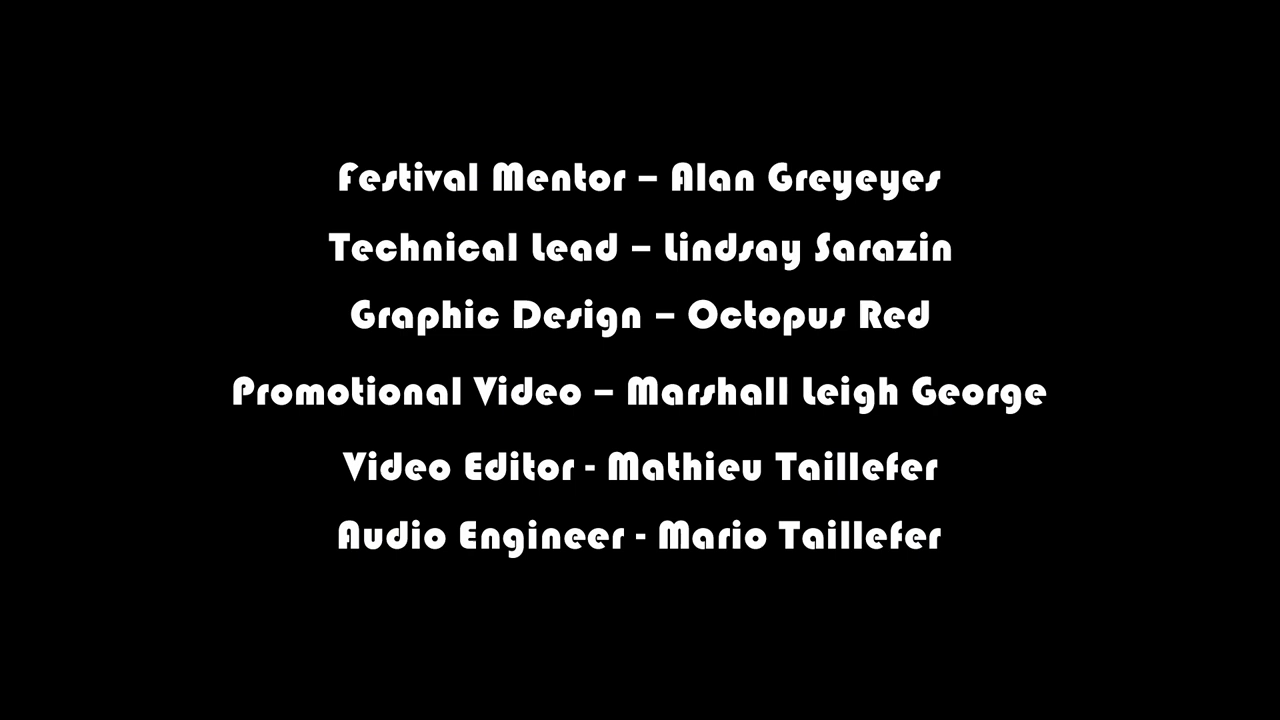 Festival Mentor – Alan Greyeyes
Technical Lead – Lindsay Sarazin
Graphic Design – Octopus Red
Promotional Video – Marshall Leigh George
Video Editor - Mathieu Taillefer
Audio Engineer - Mario Taillefer